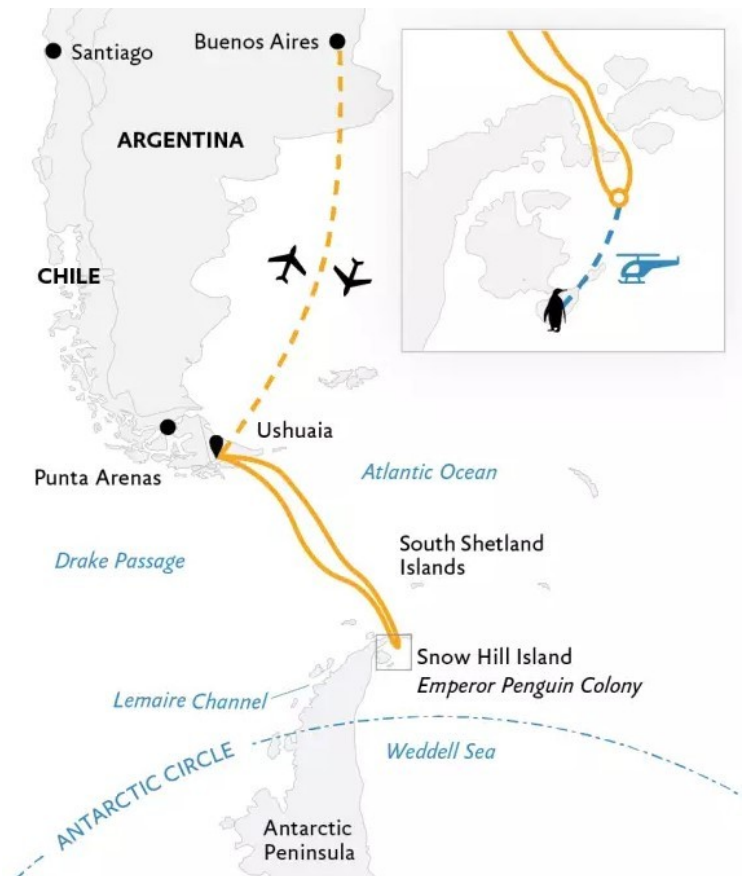 Santiago
Buenos Aires
ARGENTINA
CHILE
Ushuaia
Punta Arenas
Atlantic Ocean
South Shetland
Islands
Drake Passage
Snow Hill Island
Emperor Penguin Colony
Lemaire Channel
ANTARCTIC CIRCLE
Weddell Sea
Antarctic
Peninsula